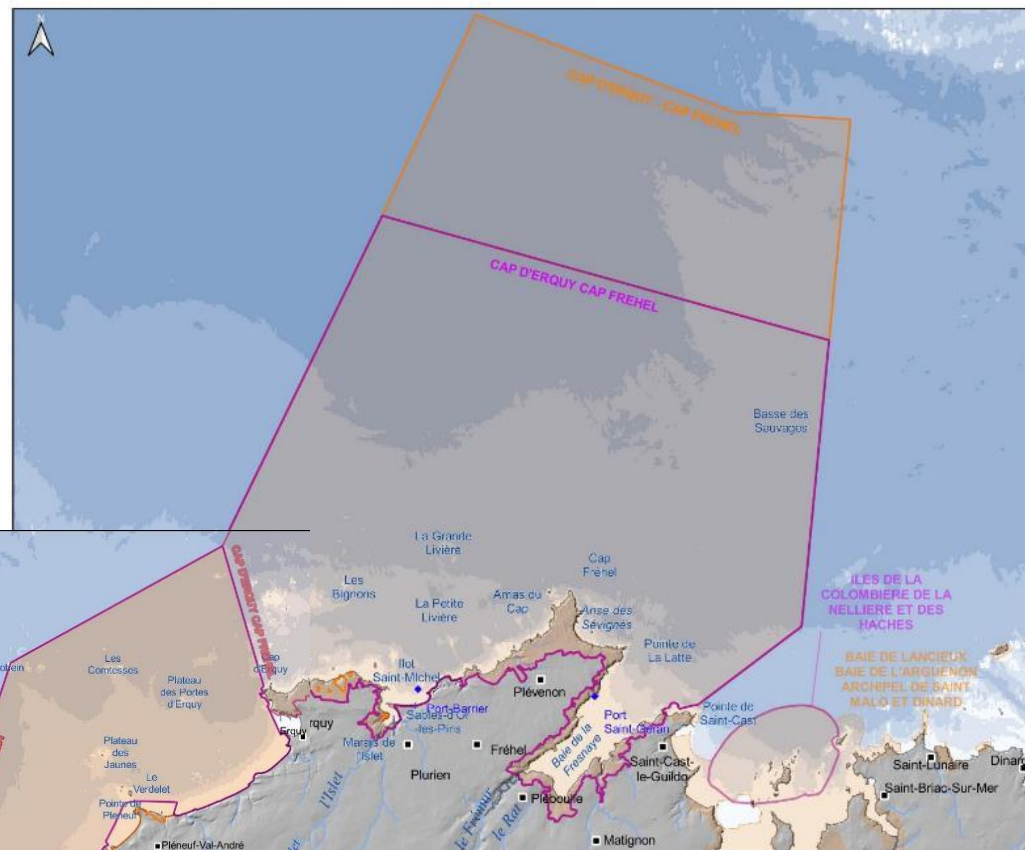 N
CAP D'ERQUY - CAP FREHEL
CAP D'ERQUY CAP FREHEL
Basse des
Sauvages
La Grande
Livière
Cap
Fréhel
Les
Bignons
La Petite
Livière
Amas du
Cap
Anse des
Sévignés
ILES DE LA
COLOMBIERE DE LA
NELLIERE ET DES
HACHES
CAP D'ERQUY CAP FRE
Les
Comtesses
Plateau
des Portes
d'Erquy
Cap
d'Erquy
Ilot
Saint-Michel
Pointe de
La Latte
BAIE DE LANCIEUX
BAIE DE L'ARGUENON
ARCHIPEL DE SAINT
MALO ET DINARD
Plévenon
Port-Barrier
Sables-d'Or
-les-Pins
Port
Saint-Géran
Pointe de
Saint-Cast
rquy
Erquy
Marais de
l'Islet
Fréhel
Baie de la
Fresnaye
Saint-Cast-
le-Guildo
Plateau
des
Jaunes
Plurien
Saint-Lunaire
Dinar
Le
Verdelet
l'Islet
Saint-Briac-Sur-Mer
Pointe de
Pléneuf
le Frémur
le Rat
Pléboulle
Matignon
Pléneuf-Val-André